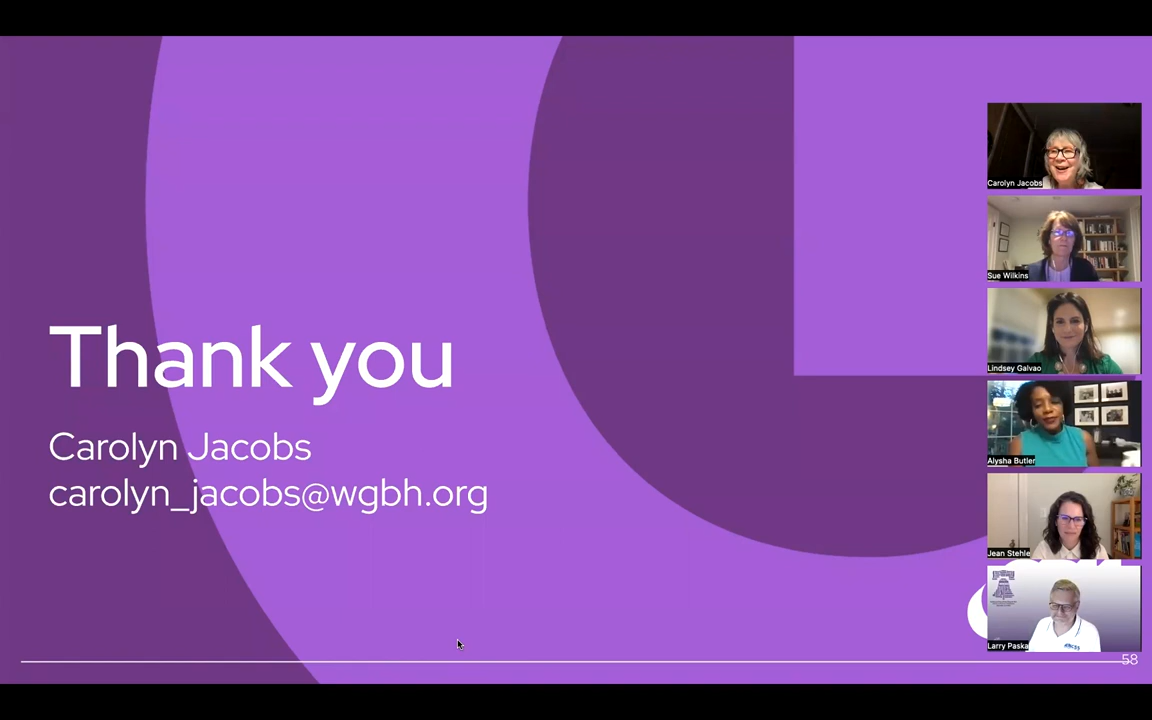 Thank you
Carolyn Jacobs
carolyn_jacobs@wgbh.org
Carolyn Jacobs
Sue Wilkins
Lindsey Galvao
Alysha Butler
Jean Stehle
Larry Paska
58